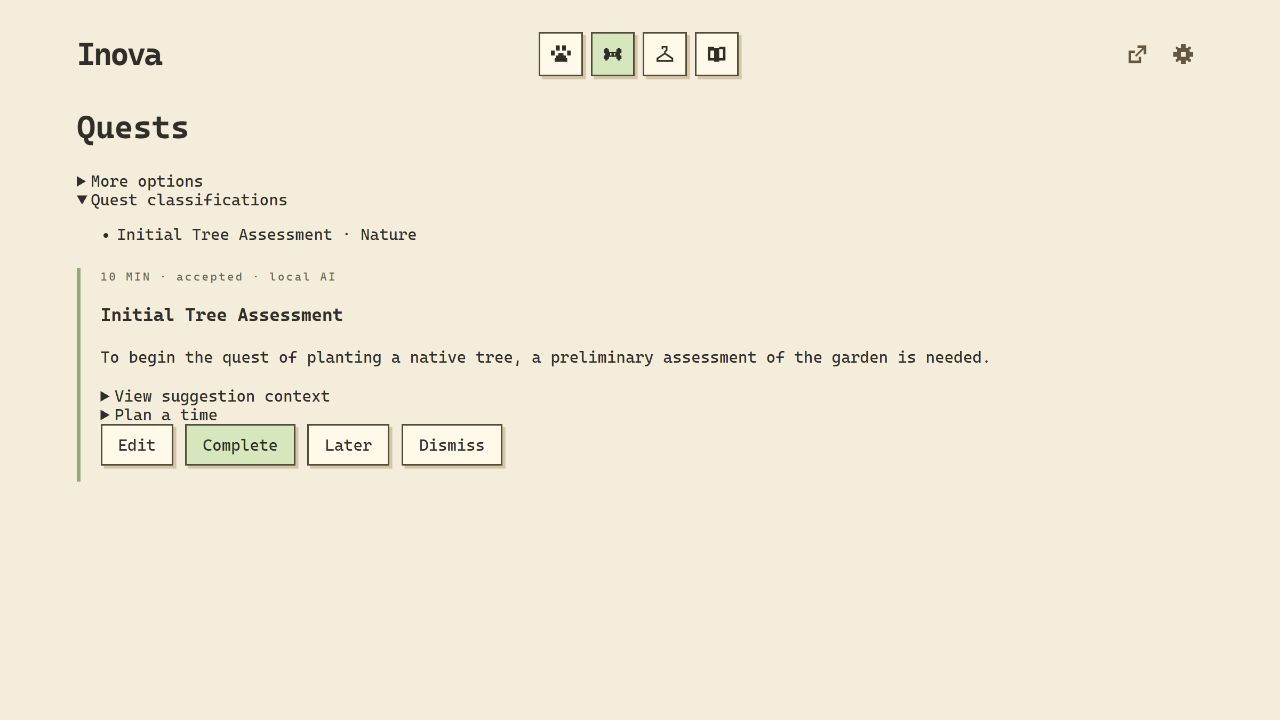 Inova
Quests
More options
Quest classifications
Initial Tree Assessment · Nature
10 MIN · accepted · local AI
Initial Tree Assessment
To begin the quest of planting a native tree, a preliminary assessment of the garden is needed.
View suggestion context
Plan a time
Edit Complete Later Dismiss